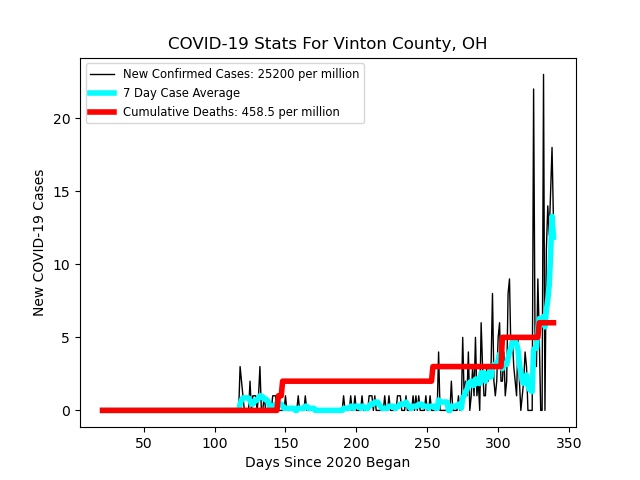 COVID-19 Stats For Vinton County, OH
New Confirmed Cases: 25200 per million
7 Day Case Average
Cumulative Deaths: 458.5 per million
New COVID-19 Cases
20
15
10
5
0
50 100 150 200 250 300 350
Days Since 2020 Began